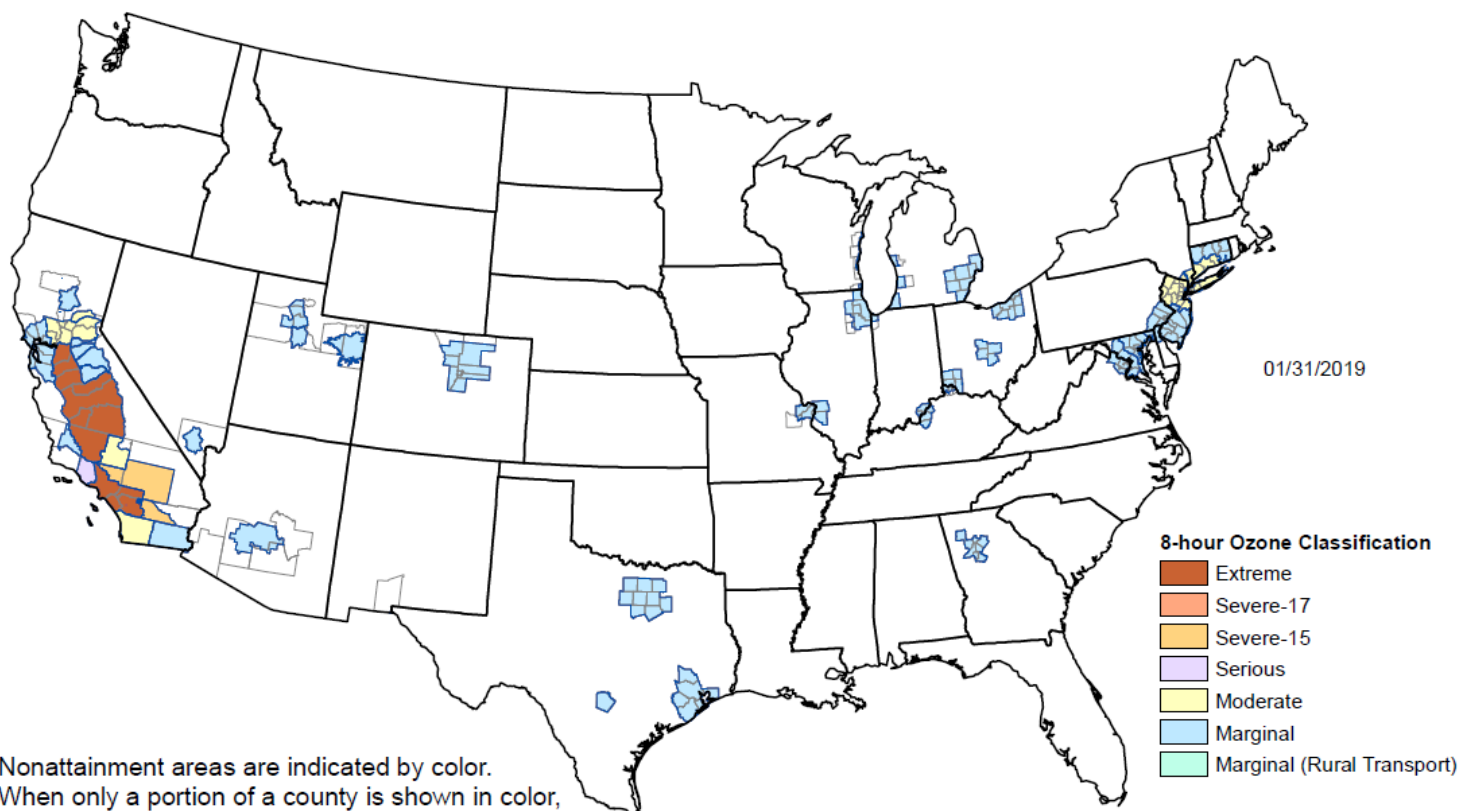 01/31/2019
8-hour Ozone Classification
Extreme
Severe-17
Severe-15
Serious
Moderate
Marginal
Marginal (Rural Transport)
Nonattainment areas are indicated by color.
When only a portion of a county is shown in color,